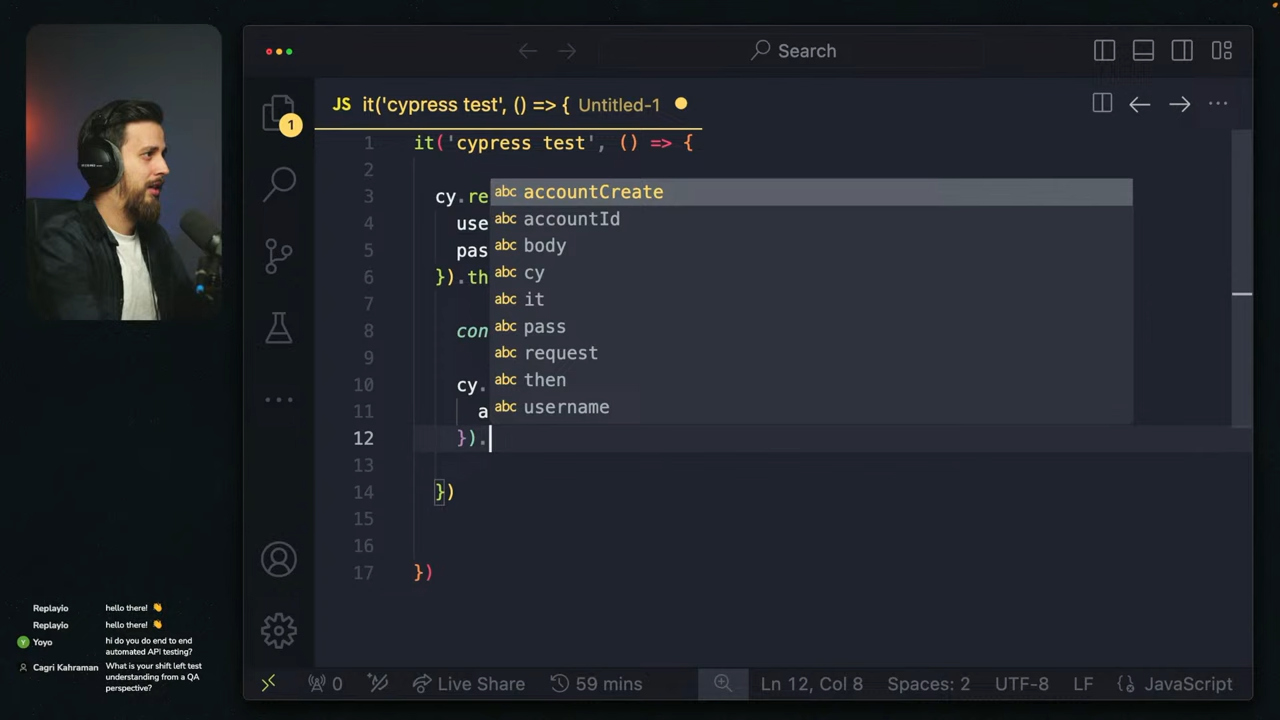 Search
1
JS it('cypress test', () => { Untitled-1
1 it('cypress test', () => {
2
3 cy.re
4 use
5 pas
6 }).th
7
8 con
9
10 cy.
11 a
12 }).
13
14 })
15
16
17 })
abc accountCreate
abc accountId
abc body
abc cy
abc it
abc pass
abc request
abc then
abc username
Replayio hello there! 👏
Replayio hello there! 👏
Y Yoyo hi do you do end to end
automated API testing?
Cagri Kahraman What is your shift left test
understanding from a QA
perspective?
0 Live Share 59 mins Ln 12, Col 8 Spaces: 2 UTF-8 LF {} JavaScript